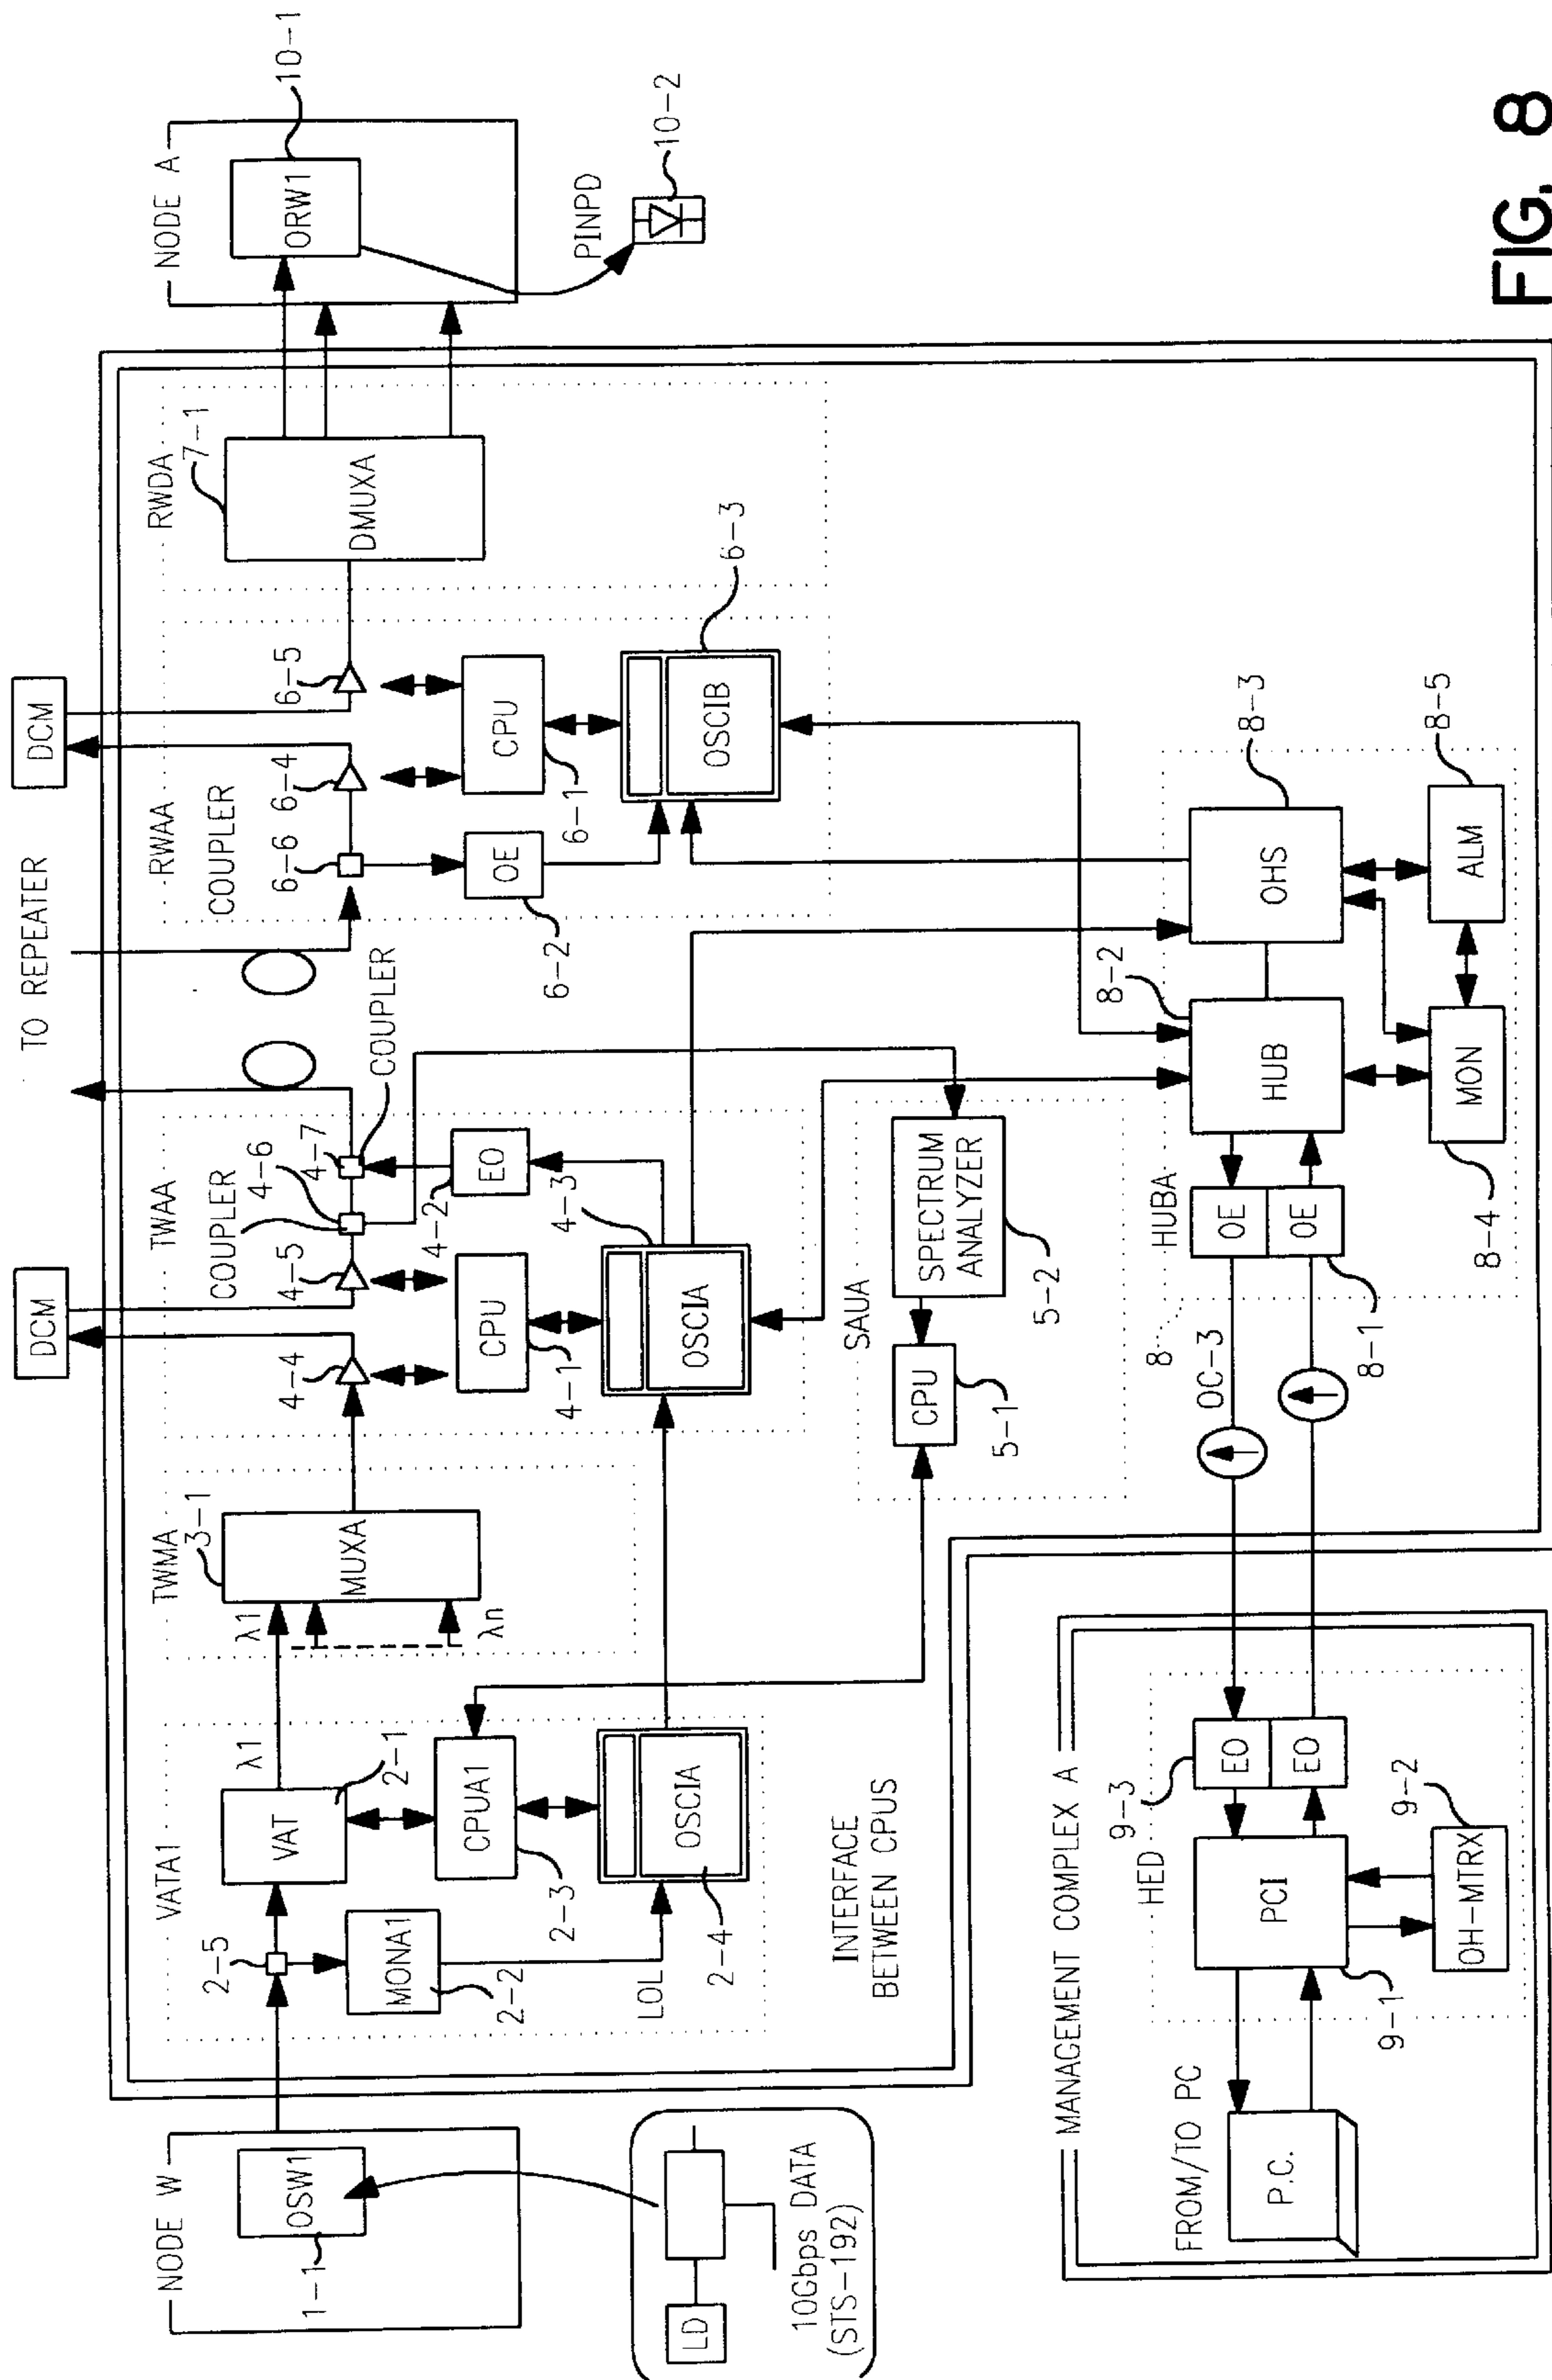 TO REPEATER
DCM
DCM
NODE W
OSW1
1-1
LD
10Gbps DATA
(STS-192)
VATA1
2-5
λ1
VAT
2-1
MONA1
2-2
CPUA1
2-3
LOL
OSCIA
2-4
INTERFACE
BETWEEN CPUS
TWMA
3-1
λ1
MUXA
λn
TWAA
COUPLER
4-4
4-5
4-6
4-7
COUPLER
CPU
4-1
EO
4-2
4-3
OSCIA
SAUA
CPU
5-1
SPECTRUM
ANALYZER
5-2
RWAA
COUPLER
6-6
6-4
6-5
OE
6-2
CPU
6-1
OSCIB
6-3
RWDA
7-1
DMUXA
NODE A
ORW1
10-1
PINPD
10-2
HUBA
8
OC-3
OE
OE
8-1
8-2
HUB
OHS
8-3
MON
8-4
ALM
8-5
MANAGEMENT COMPLEX A
FROM/TO PC
P.C.
HED
9-3
EO
EO
PCI
9-1
OH-MTRX
9-2
FIG. 8